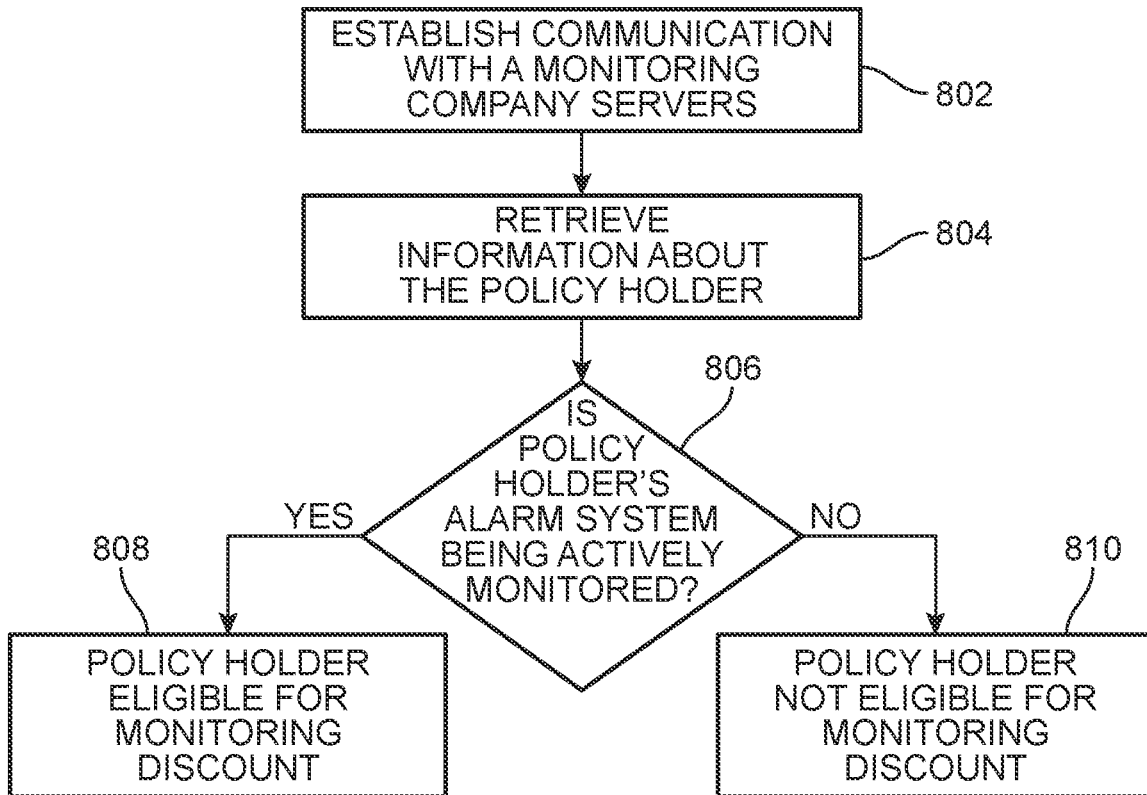 ESTABLISH COMMUNICATION
WITH A MONITORING
COMPANY SERVERS
802
RETRIEVE
INFORMATION ABOUT
THE POLICY HOLDER
804
806
IS
POLICY
HOLDER'S
ALARM SYSTEM
BEING ACTIVELY
MONITORED?
YES
NO
808
POLICY HOLDER
ELIGIBLE FOR
MONITORING
DISCOUNT
810
POLICY HOLDER
NOT ELIGIBLE FOR
MONITORING
DISCOUNT